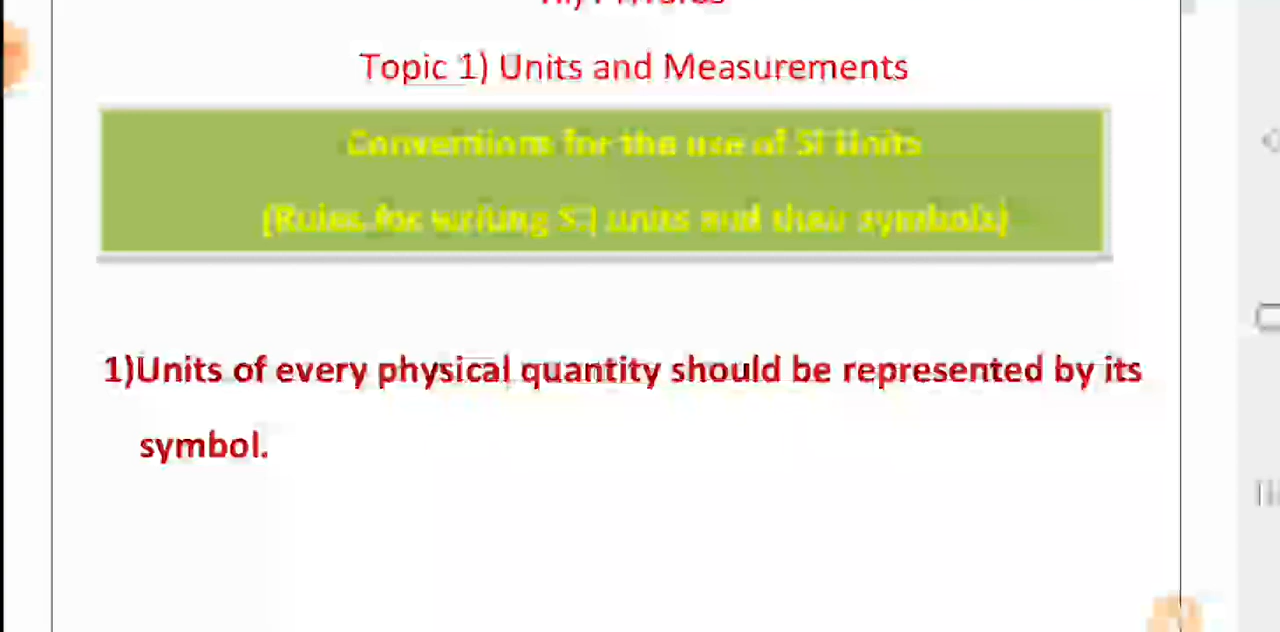 Topic 1) Units and Measurements
Conventions for the use of SI Units
(Rules for writing SI units and their symbols)
1)Units of every physical quantity should be represented by its
symbol.